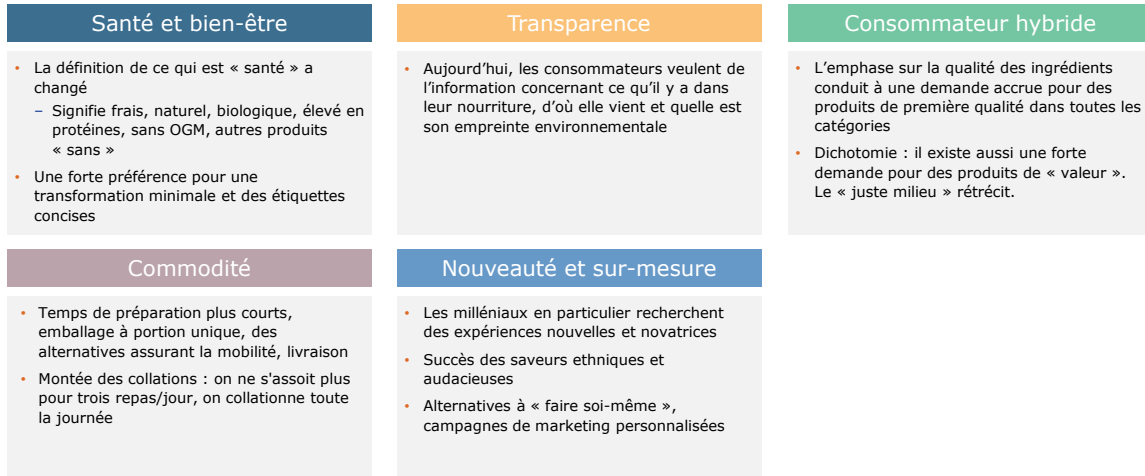 Santé et bien-être
• La définition de ce qui est « santé » a
changé
– Signifie frais, naturel, biologique, élevé en
protéines, sans OGM, autres produits
« sans »
• Une forte préférence pour une
transformation minimale et des étiquettes
concises
Transparence
• Aujourd’hui, les consommateurs veulent de
l’information concernant ce qu’il y a dans
leur nourriture, d’où elle vient et quelle est
son empreinte environnementale
Consommateur hybride
• L’emphase sur la qualité des ingrédients
conduit à une demande accrue pour des
produits de première qualité dans toutes les
catégories
• Dichotomie : il existe aussi une forte
demande pour des produits de « valeur ».
Le « juste milieu » rétrécit.
Commodité
• Temps de préparation plus courts,
emballage à portion unique, des
alternatives assurant la mobilité, livraison
• Montée des collations : on ne s'assoit plus
pour trois repas/jour, on collationne toute
la journée
Nouveauté et sur-mesure
• Les milléniaux en particulier recherchent
des expériences nouvelles et novatrices
• Succès des saveurs ethniques et
audacieuses
• Alternatives à « faire soi-même »,
campagnes de marketing personnalisées